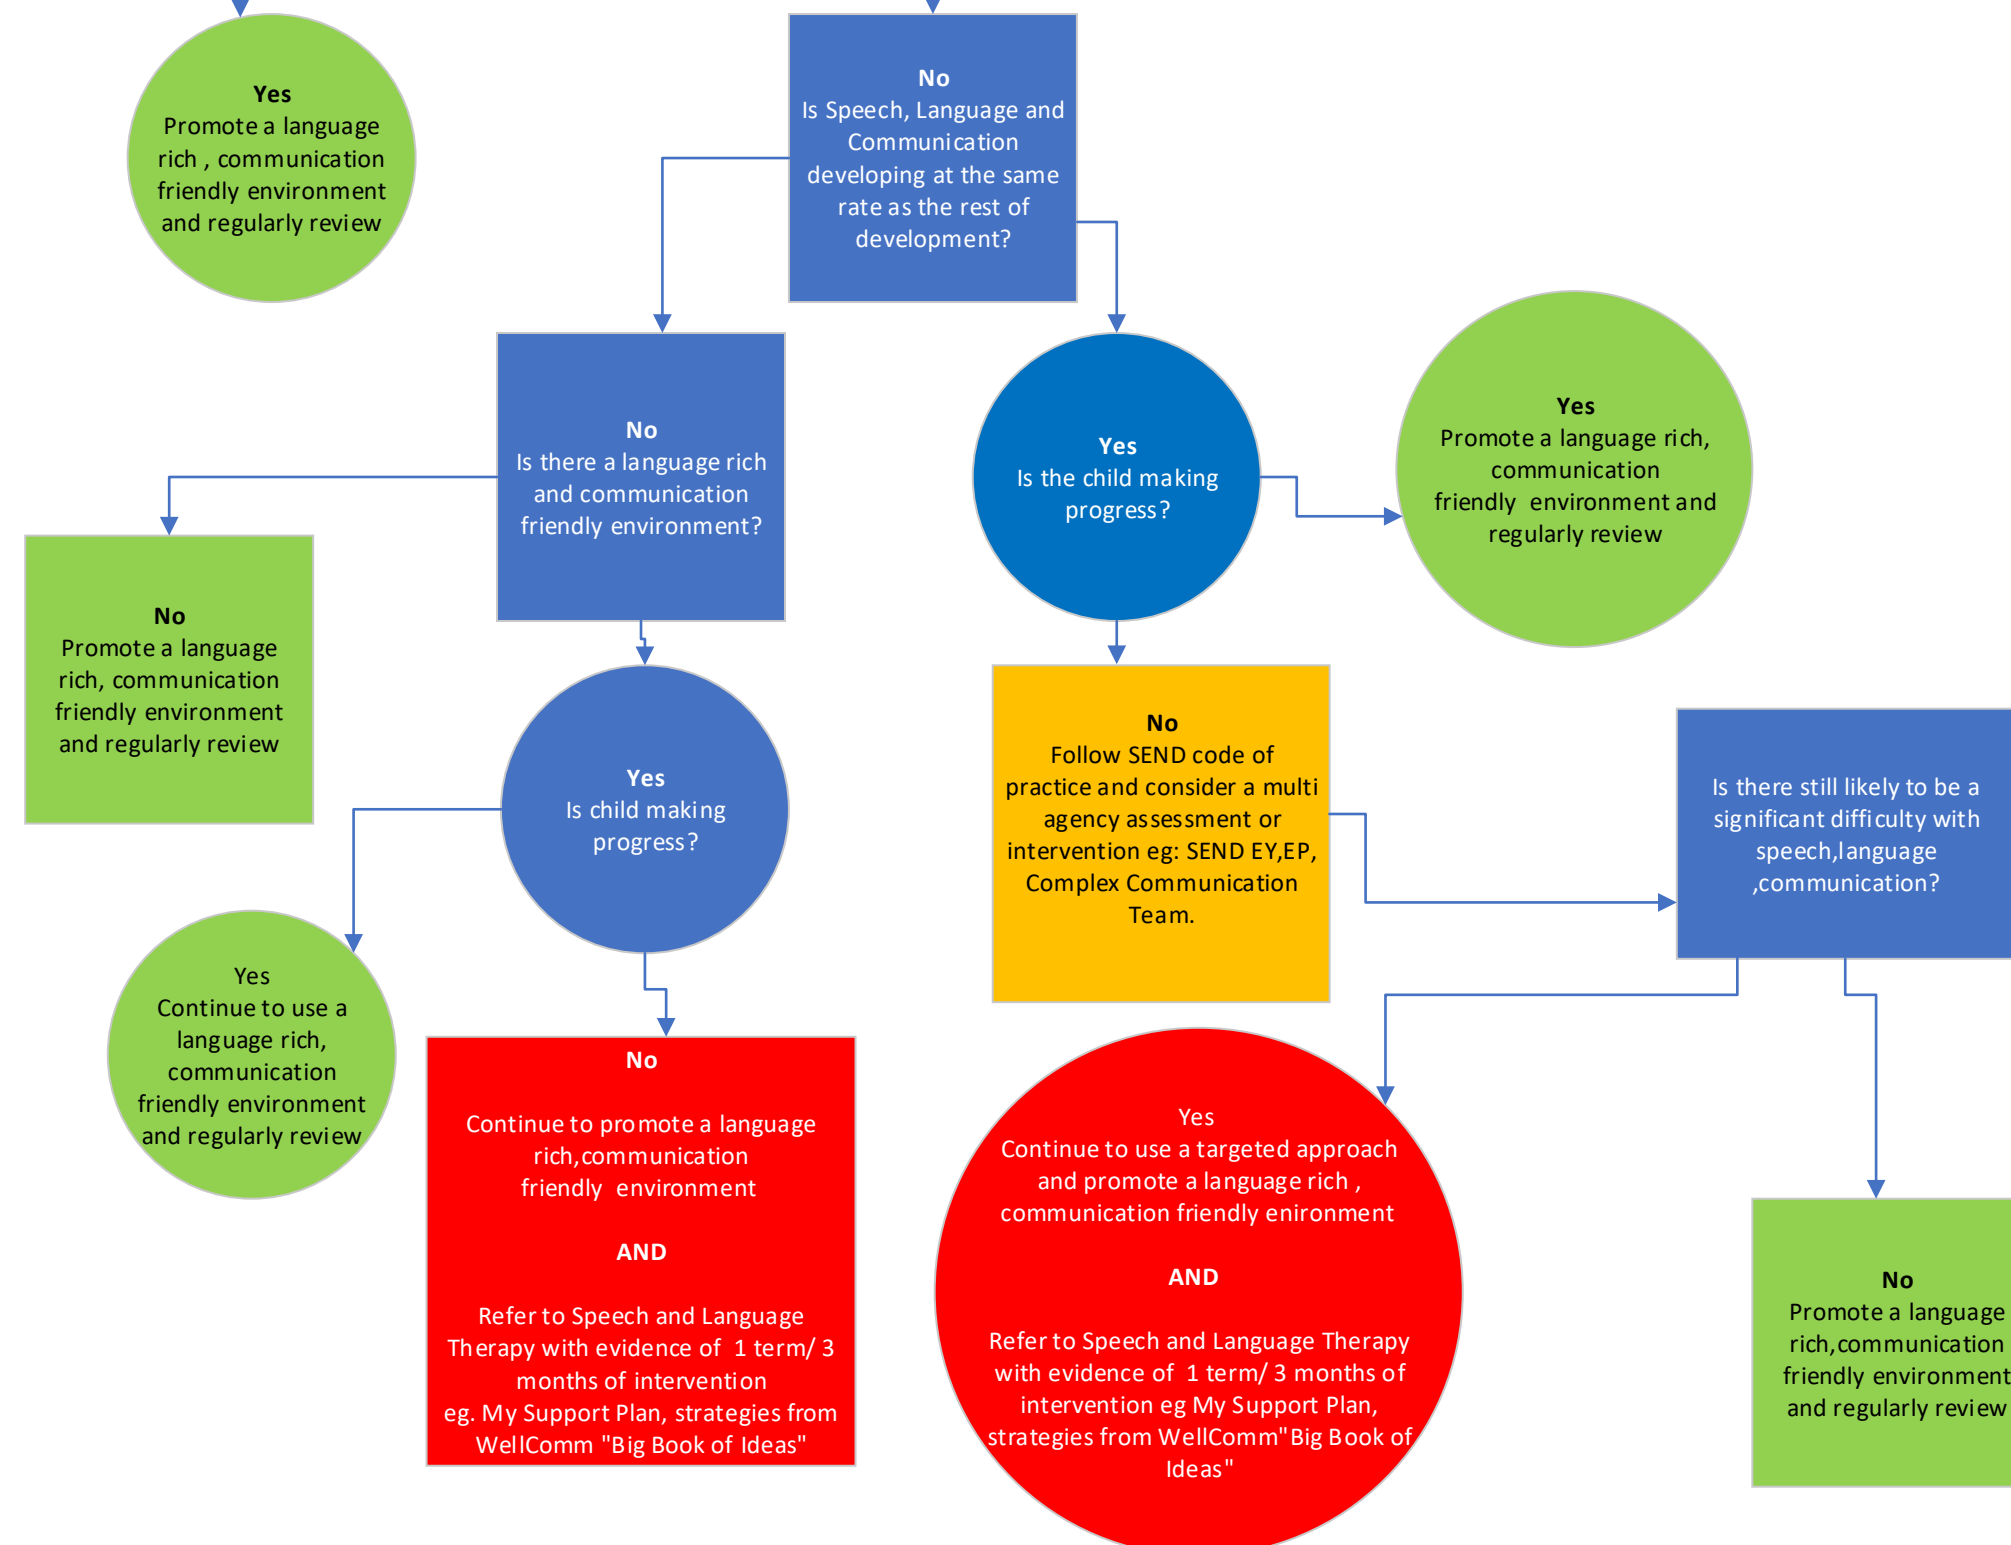 Yes
Promote a language
rich , communication
friendly environment
and regularly review
No
Is Speech, Language and
Communication
developing at the same
rate as the rest of
development?
No
Is there a language rich
and communication
friendly environment?
Yes
Is the child making
progress?
Yes
Promote a language rich,
communication
friendly  environment and
regularly review
No
Promote a language
rich, communication
friendly environment
and regularly review
Yes
Is child making
progress?
No
Follow SEND code of
practice and consider a multi
agency assessment or
intervention eg: SEND EY,EP,
Complex Communication
Team.
Is there still likely to be a
significant difficulty with
speech,language
,communication?
Yes
Continue to use a
language rich,
communication
friendly environment
and regularly review
No
Continue to promote a language
rich,communication
friendly  environment
AND
Refer to Speech and Language
Therapy with evidence of  1 term/ 3
months of intervention
eg. My Support Plan, strategies from
WellComm "Big Book of Ideas"
Yes
Continue to use a targeted approach
and promote a language rich ,
communication friendly enironment
AND
Refer to Speech and Language Therapy
with evidence of  1 term/ 3 months of
intervention eg My Support Plan,
strategies from WellComm"Big Book of
Ideas"
No
Promote a language
rich,communication
friendly environment
and regularly review